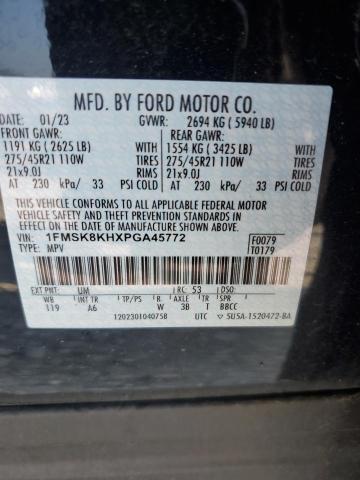 MFD. BY FORD MOTOR CO.
DATE: 01/23 GVWR: 2694 KG ( 5940 LB)
FRONT GAWR: REAR GAWR:
1191 KG ( 2625 LB) WITH 1554 KG ( 3425 LB) WITH
275/45R21 110W TIRES 275/45R21 110W TIRES
21x9.0J RIMS 21x9.0J RIMS
AT 230 kPa/ 33 PSI COLD AT 230 kPa/ 33 PSI COLD
THIS VEHICLE CONFORMS TO ALL APPLICABLE
FEDERAL MOTOR VEHICLE SAFETY AND THEFT PREVENTION STANDARDS IN
EFFECT ON THE DATE OF MANUFACTURE SHOWN ABOVE.
VIN: 1FMSK8KHXPGA45772 F0079
TYPE: MPV T0179
EXT PNT: UM RC: 53 DSO:
WB INT TR TP/PS R AXLE TR SPR
119 A6 W 3B T BBCC
1202301040758 UTC